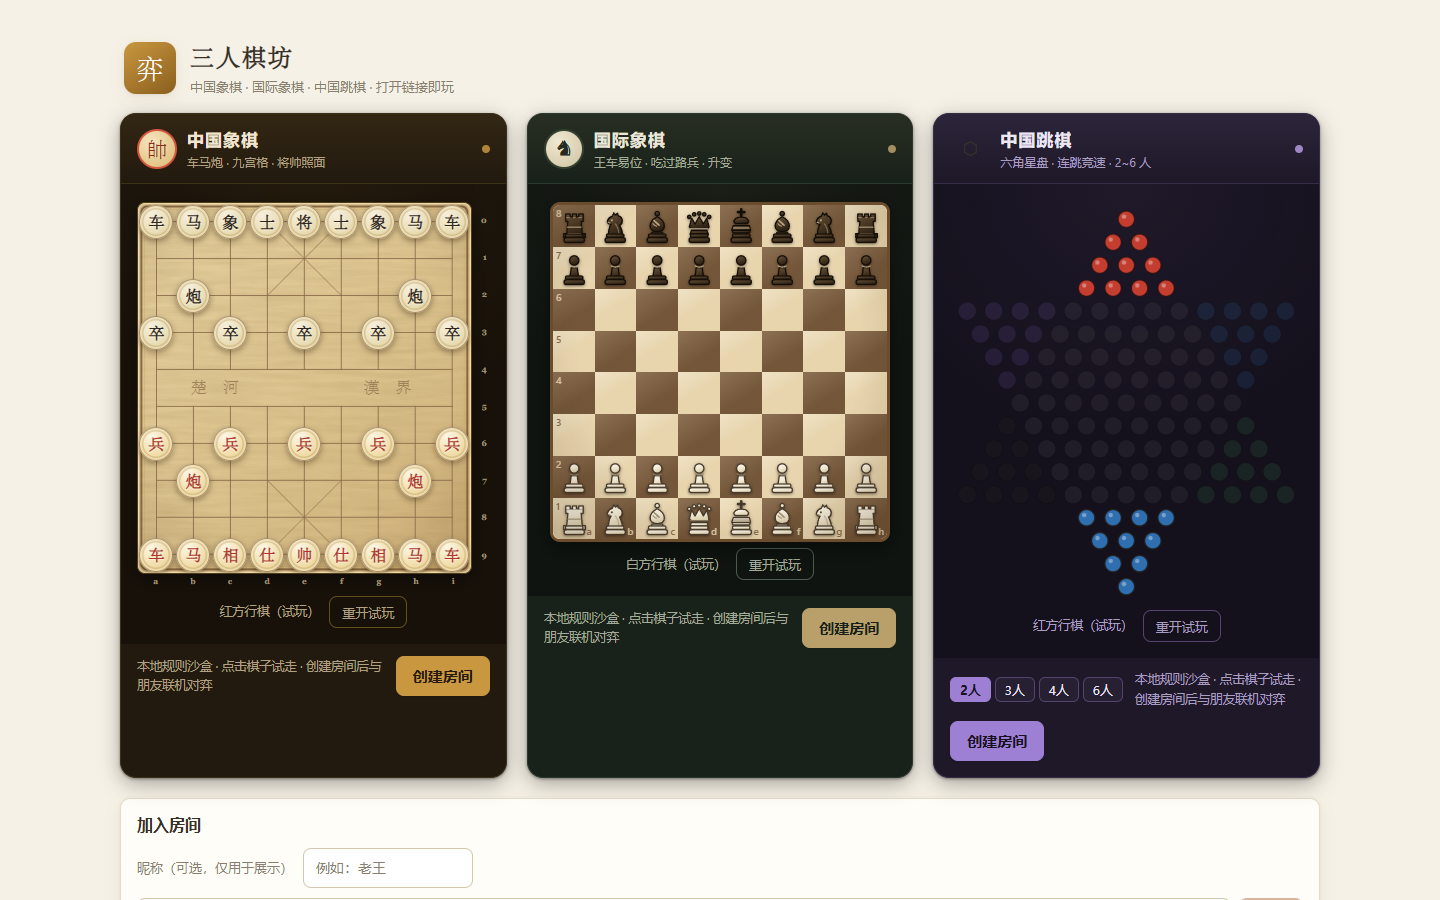 弈
三人棋坊
中国象棋 · 国际象棋 · 中国跳棋 · 打开链接即玩
帥
中国象棋
车马炮 · 九宫格 · 将帅照面
车 马 象 士 将 士 象 马 车 0
1
炮 炮 2
卒 卒 卒 卒 卒 3
4
楚 河 漢 界
5
兵 兵 兵 兵 兵 6
炮 炮 7
8
车 马 相 仕 帅 仕 相 马 车 9
a b c d e f g h i
红方行棋（试玩） 重开试玩
本地规则沙盒 · 点击棋子试走 · 创建房间后与
朋友联机对弈
创建房间
国际象棋
王车易位 · 吃过路兵 · 升变
8
7
6
5
4
3
2
1
a b c d e f g h
白方行棋（试玩） 重开试玩
本地规则沙盒 · 点击棋子试走 · 创建房间后与
朋友联机对弈
创建房间
中国跳棋
六角星盘 · 连跳竞速 · 2~6 人
红方行棋（试玩） 重开试玩
2人 3人 4人 6人
本地规则沙盒 · 点击棋子试走 ·
创建房间后与朋友联机对弈
创建房间
加入房间
昵称（可选，仅用于展示） 例如：老王